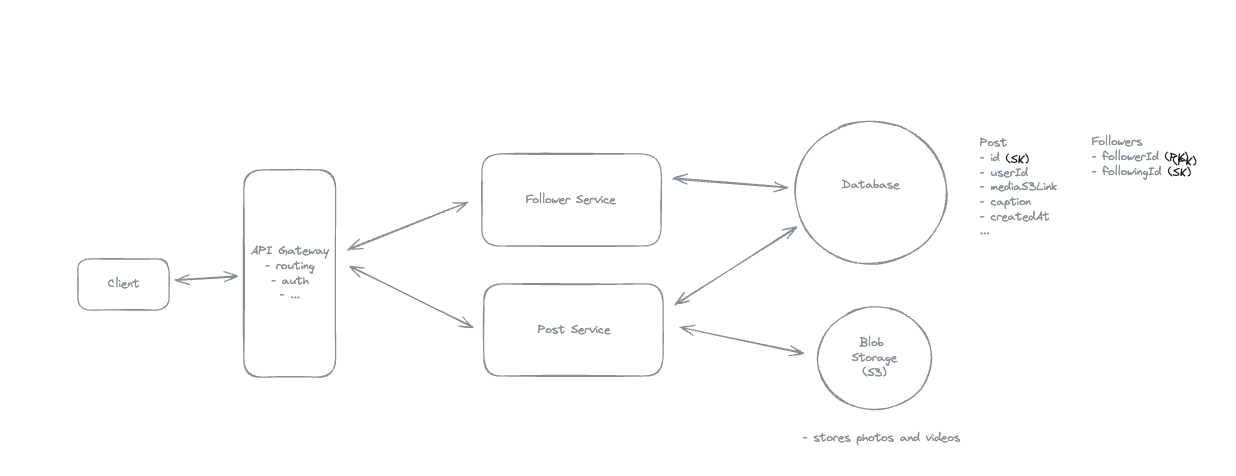 Post
- id (SK)
- userId
- mediaS3Link
- caption
- createdAt
...
Followers
- followerId
- followingId (SK)
Database
Follower Service
API Gateway
- routing
- auth
- ...
Client
Post Service
Blob
Storage
(S3)
- stores photos and videos